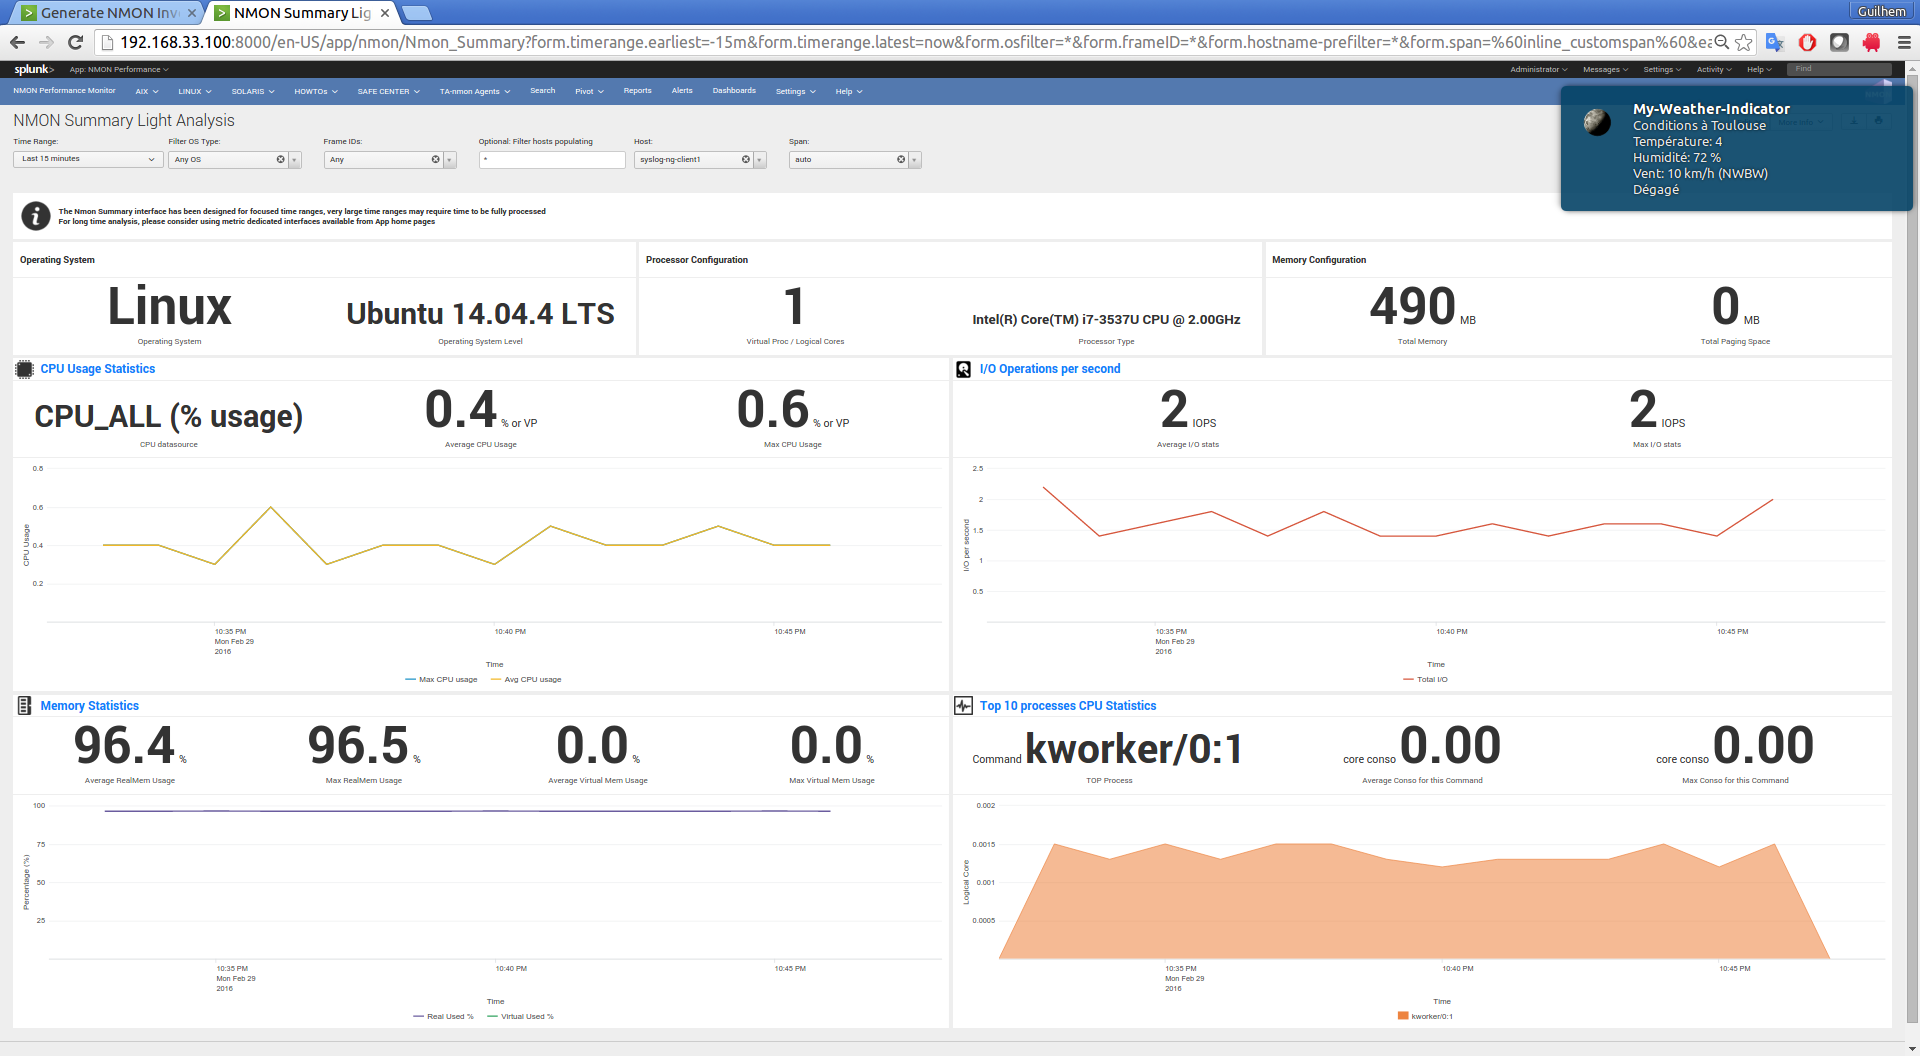 Generate NMON Inv
NMON Summary Lig
Guilhem
192.168.33.100:8000/en-US/app/nmon/Nmon_Summary?form.timerange.earliest=-15m&form.timerange.latest=now&form.osfilter=*&form.frameID=*&form.hostname-prefilter=*&form.span=%60inline_customspan%60&ea
splunk> App: NMON Performance
Administrator Messages Settings Activity Help Find
NMON Performance Monitor AIX LINUX SOLARIS HOWTOs SAFE CENTER TA-nmon Agents Search Pivot Reports Alerts Dashboards Settings Help
My-Weather-Indicator
Conditions à Toulouse
Température: 4
Humidité: 72 %
Vent: 10 km/h (NWBW)
Dégagé
NMON Summary Light Analysis
Time Range: Filter OS Type: Frame IDs: Optional: Filter hosts populating Host: Span:
Last 15 minutes Any OS Any * syslog-ng-client1 auto
The Nmon Summary interface has been designed for focused time ranges, very large time ranges may require time to be fully processed
For long time analysis, please consider using metric dedicated interfaces available from App home pages
Operating System Processor Configuration Memory Configuration
Linux Ubuntu 14.04.4 LTS 1 Intel(R) Core(TM) i7-3537U CPU @ 2.00GHz 490 MB 0 MB
Operating System Operating System Level Virtual Proc / Logical Cores Processor Type Total Memory Total Paging Space
CPU Usage Statistics
CPU_ALL (% usage) 0.4 % or VP 0.6 % or VP
CPU datasource Average CPU Usage Max CPU Usage
0.8
0.6
0.4
0.2
CPU Usage
10:35 PM 10:40 PM 10:45 PM
Mon Feb 29
2016
Time
Max CPU usage Avg CPU usage
I/O Operations per second
2 IOPS 2 IOPS
Average I/O stats Max I/O stats
2.5
2
1.5
1
0.5
I/O per second
10:35 PM 10:40 PM 10:45 PM
Mon Feb 29
2016
Time
Total I/O
Memory Statistics
96.4 % 96.5 % 0.0 % 0.0 %
Average RealMem Usage Max RealMem Usage Average Virtual Mem Usage Max Virtual Mem Usage
100
75
50
25
Percentage (%)
10:35 PM 10:40 PM 10:45 PM
Mon Feb 29
2016
Time
Real Used % Virtual Used %
Top 10 processes CPU Statistics
Command kworker/0:1 core conso 0.00 core conso 0.00
TOP Process Average Conso for this Command Max Conso for this Command
0.002
0.0015
0.001
0.0005
Logical Core
10:35 PM 10:40 PM 10:45 PM
Mon Feb 29
2016
Time
kworker/0:1